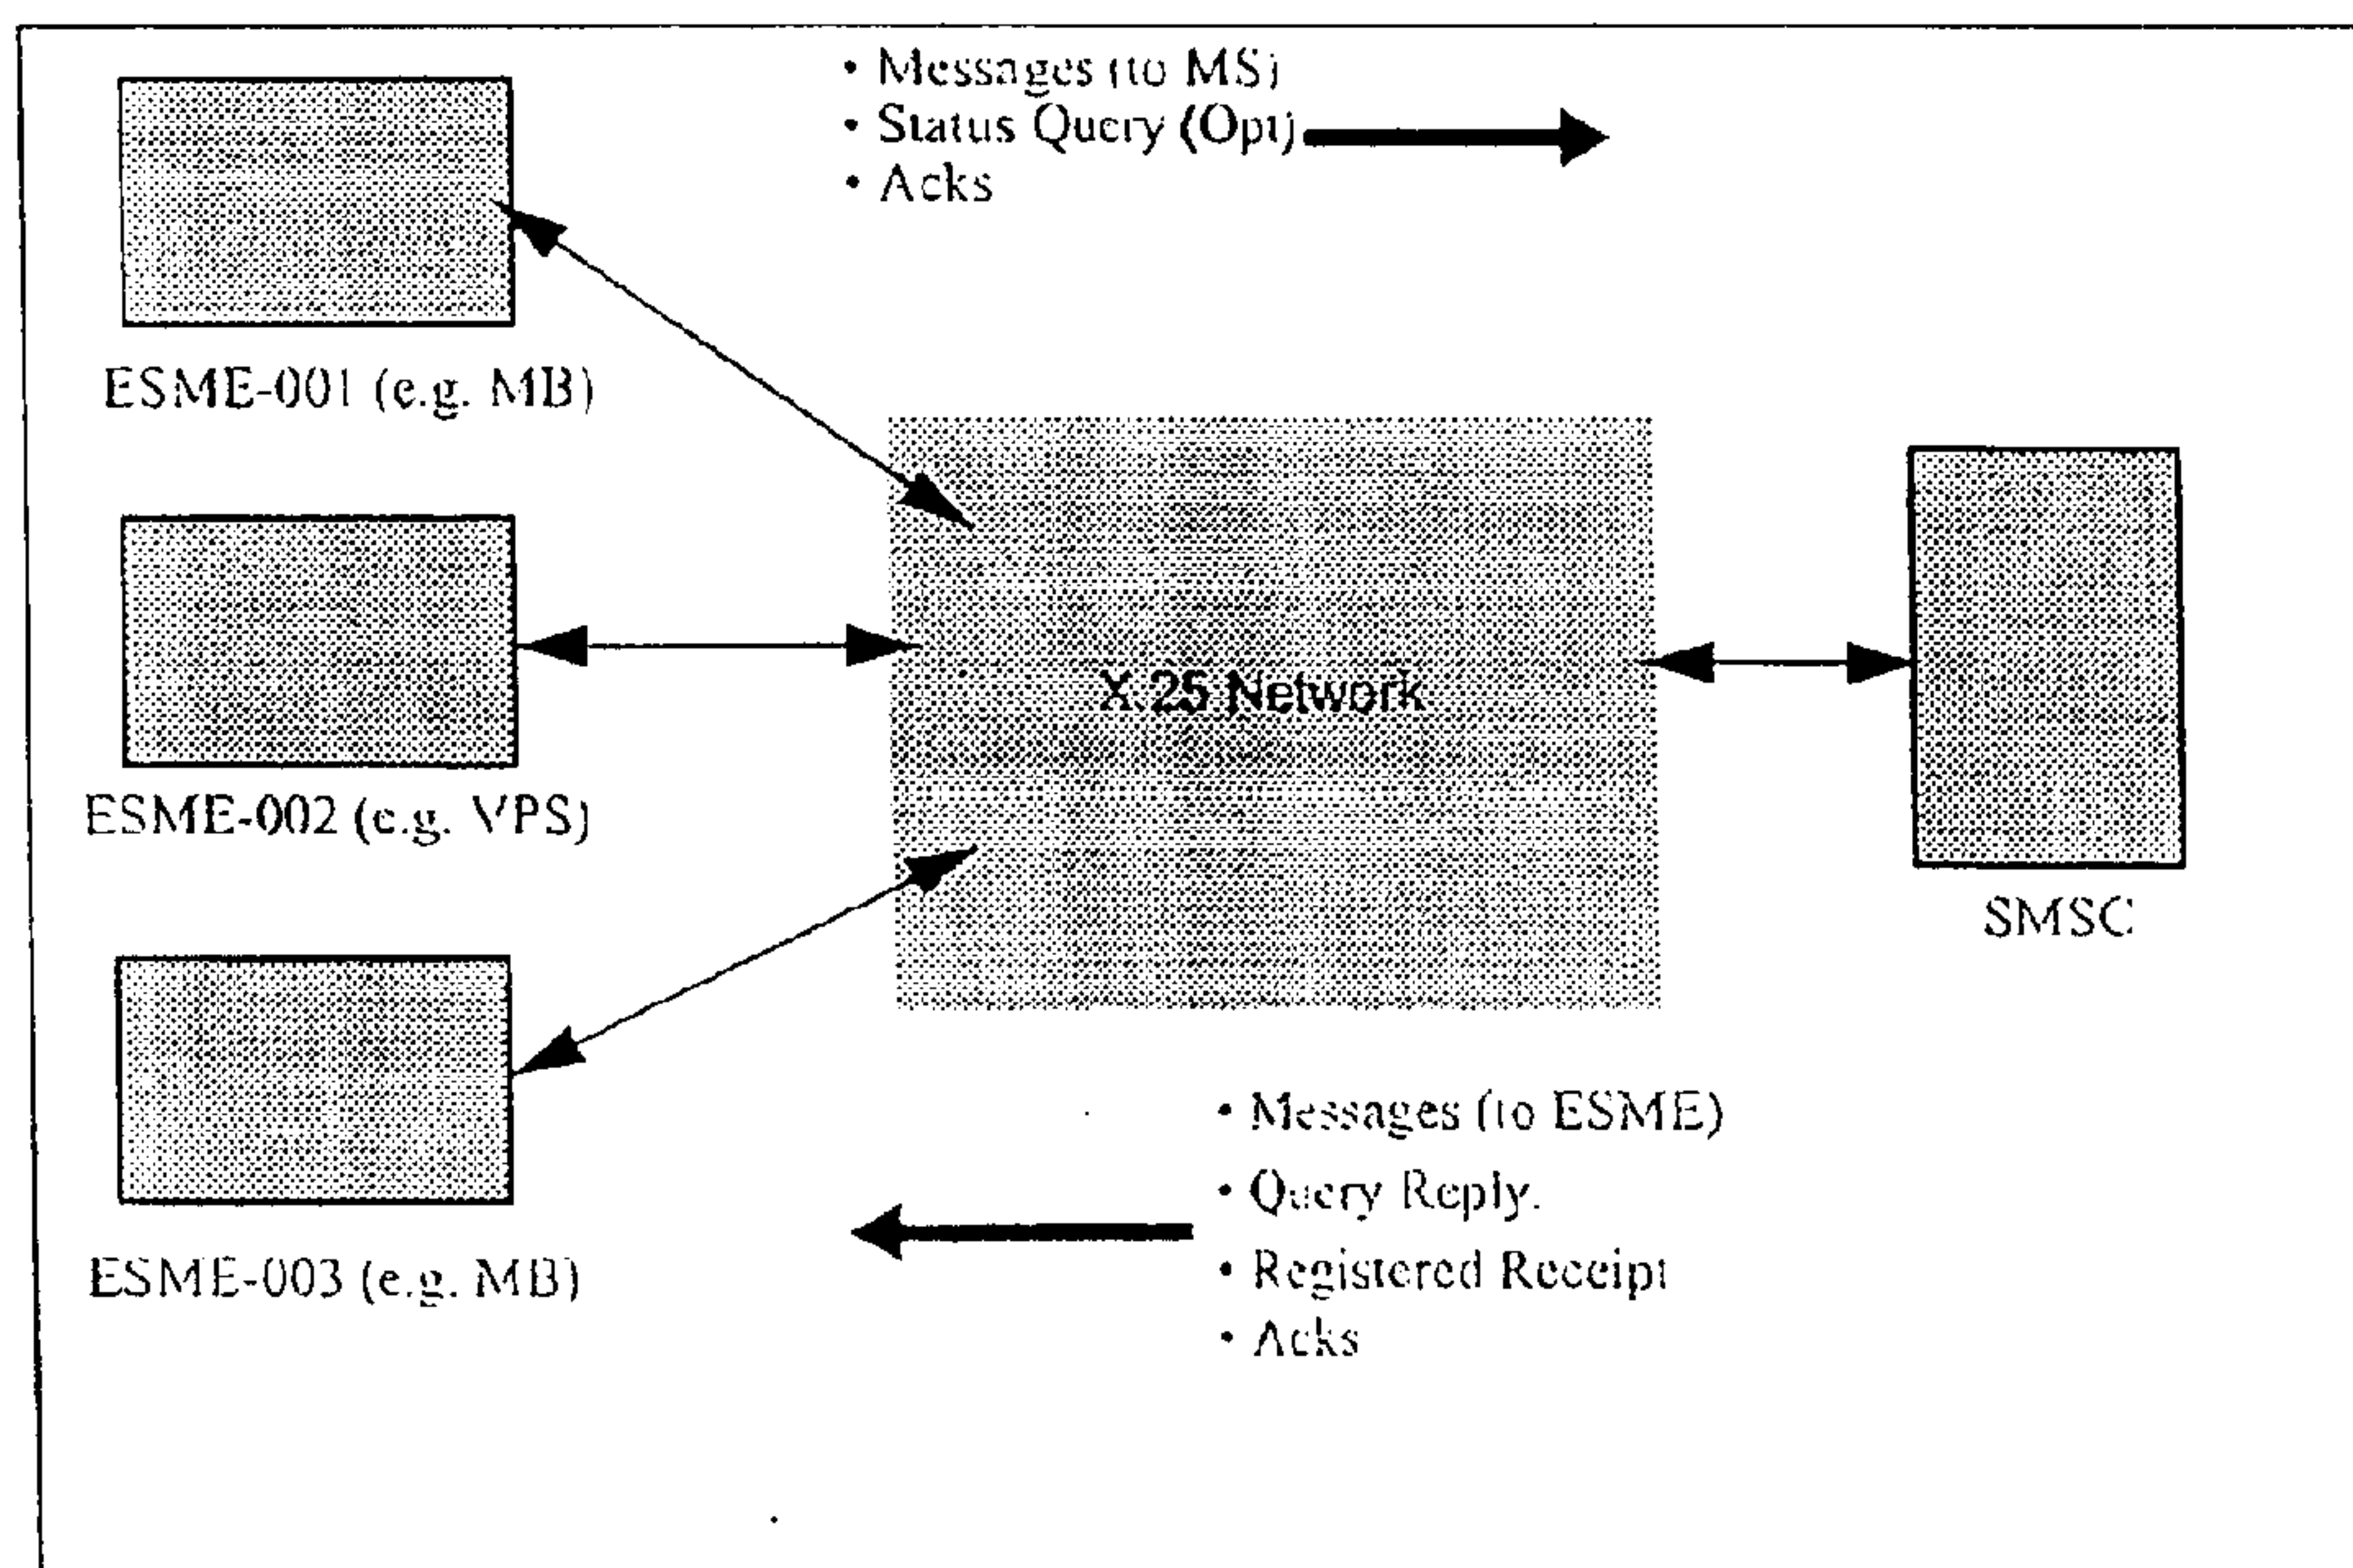 • Messages (to MS)
• Status Query (Opt)
• Acks
ESME-001 (e.g. MB)
X.25 Network
ESME-002 (e.g. VPS)
SMSC
• Messages (to ESME)
• Query Reply.
• Registered Receipt
• Acks
ESME-003 (e.g. MB)